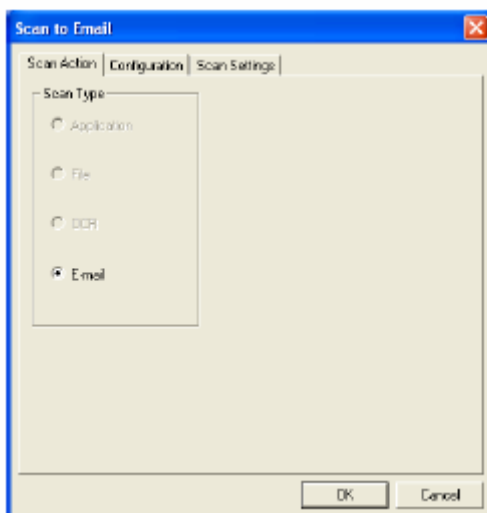 Scan to Email
Scan Action Configuration Scan Settings
Scan Type
Application
File
OCR
E-mail
OK Cancel